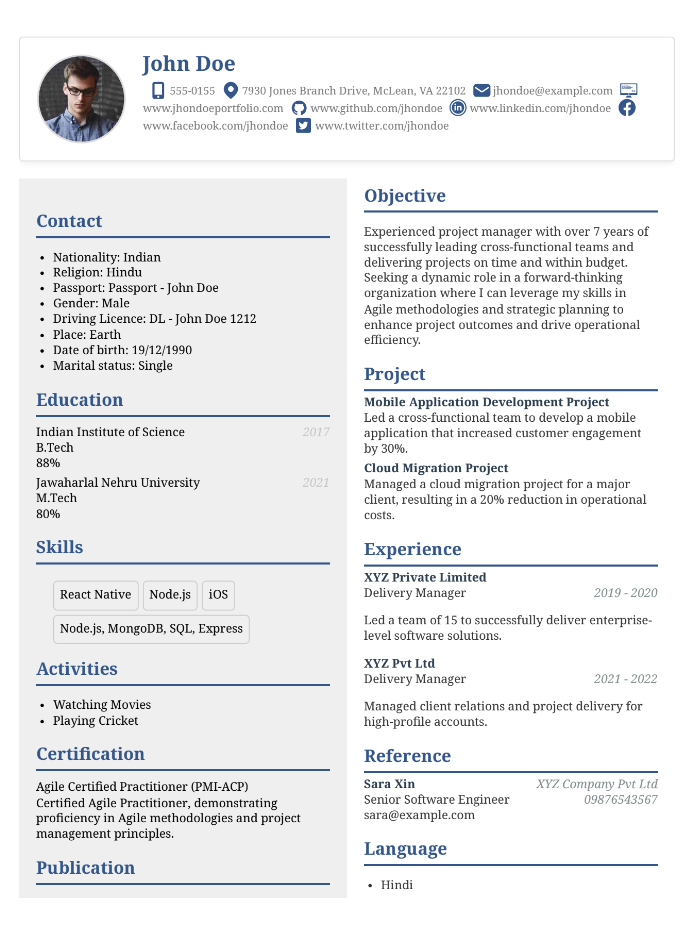 John Doe
555-0155 7930 Jones Branch Drive, McLean, VA 22102 jhondoe@example.com
www.jhondoeportfolio.com www.github.com/jhondoe www.linkedin.com/jhondoe
www.facebook.com/jhondoe www.twitter.com/jhondoe
Contact
• Nationality: Indian
• Religion: Hindu
• Passport: Passport - John Doe
• Gender: Male
• Driving Licence: DL - John Doe 1212
• Place: Earth
• Date of birth: 19/12/1990
• Marital status: Single
Education
Indian Institute of Science 2017
B.Tech
88%
Jawaharlal Nehru University 2021
M.Tech
80%
Skills
React Native Node.js iOS
Node.js, MongoDB, SQL, Express
Activities
• Watching Movies
• Playing Cricket
Certification
Agile Certified Practitioner (PMI-ACP)
Certified Agile Practitioner, demonstrating
proficiency in Agile methodologies and project
management principles.
Publication
Objective
Experienced project manager with over 7 years of
successfully leading cross-functional teams and
delivering projects on time and within budget.
Seeking a dynamic role in a forward-thinking
organization where I can leverage my skills in
Agile methodologies and strategic planning to
enhance project outcomes and drive operational
efficiency.
Project
Mobile Application Development Project
Led a cross-functional team to develop a mobile
application that increased customer engagement
by 30%.
Cloud Migration Project
Managed a cloud migration project for a major
client, resulting in a 20% reduction in operational
costs.
Experience
XYZ Private Limited
Delivery Manager 2019 - 2020
Led a team of 15 to successfully deliver enterprise-
level software solutions.
XYZ Pvt Ltd
Delivery Manager 2021 - 2022
Managed client relations and project delivery for
high-profile accounts.
Reference
Sara Xin XYZ Company Pvt Ltd
Senior Software Engineer 09876543567
sara@example.com
Language
• Hindi